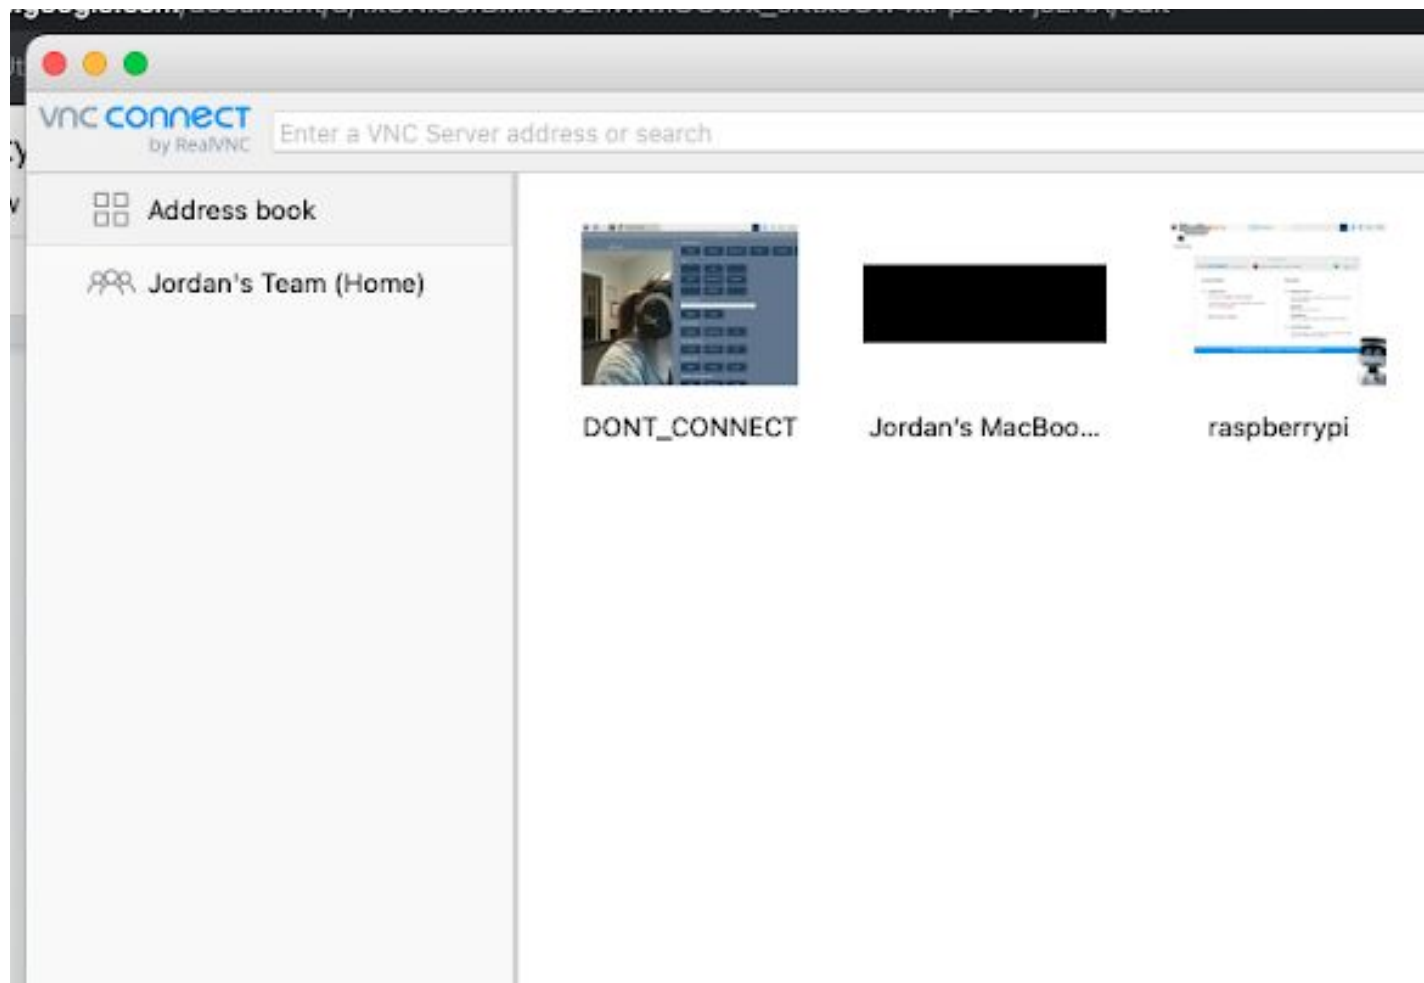 vnc connect
by RealVNC
Enter a VNC Server address or search
Address book
Jordan's Team (Home)
DONT_CONNECT
Jordan's MacBoo...
raspberrypi